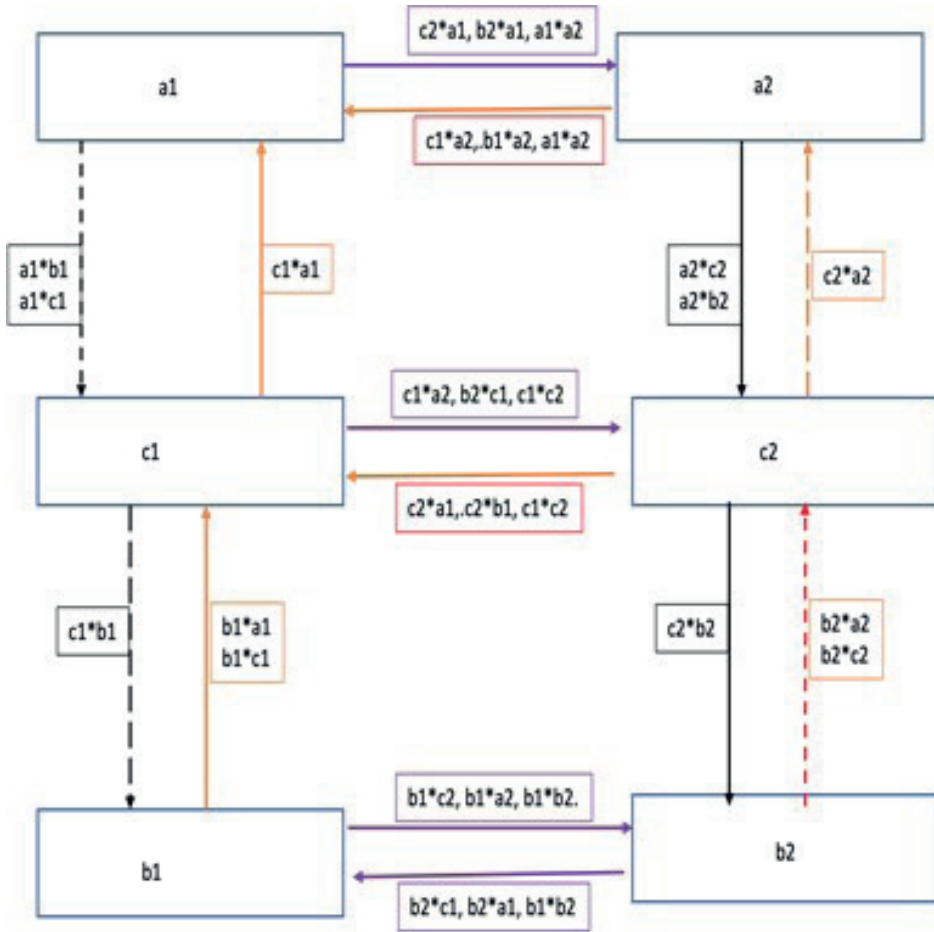 c2*a1, b2*a1, a1*a2
a1
a2
c1*a2,.b1*a2, a1*a2
a1*b1
a1*c1
c1*a1
a2*c2
a2*b2
c2*a2
c1*a2, b2*c1, c1*c2
c1
c2
c2*a1,.c2*b1, c1*c2
c1*b1
b1*a1
b1*c1
c2*b2
b2*a2
b2*c2
b1*c2, b1*a2, b1*b2.
b1
b2
b2*c1, b2*a1, b1*b2